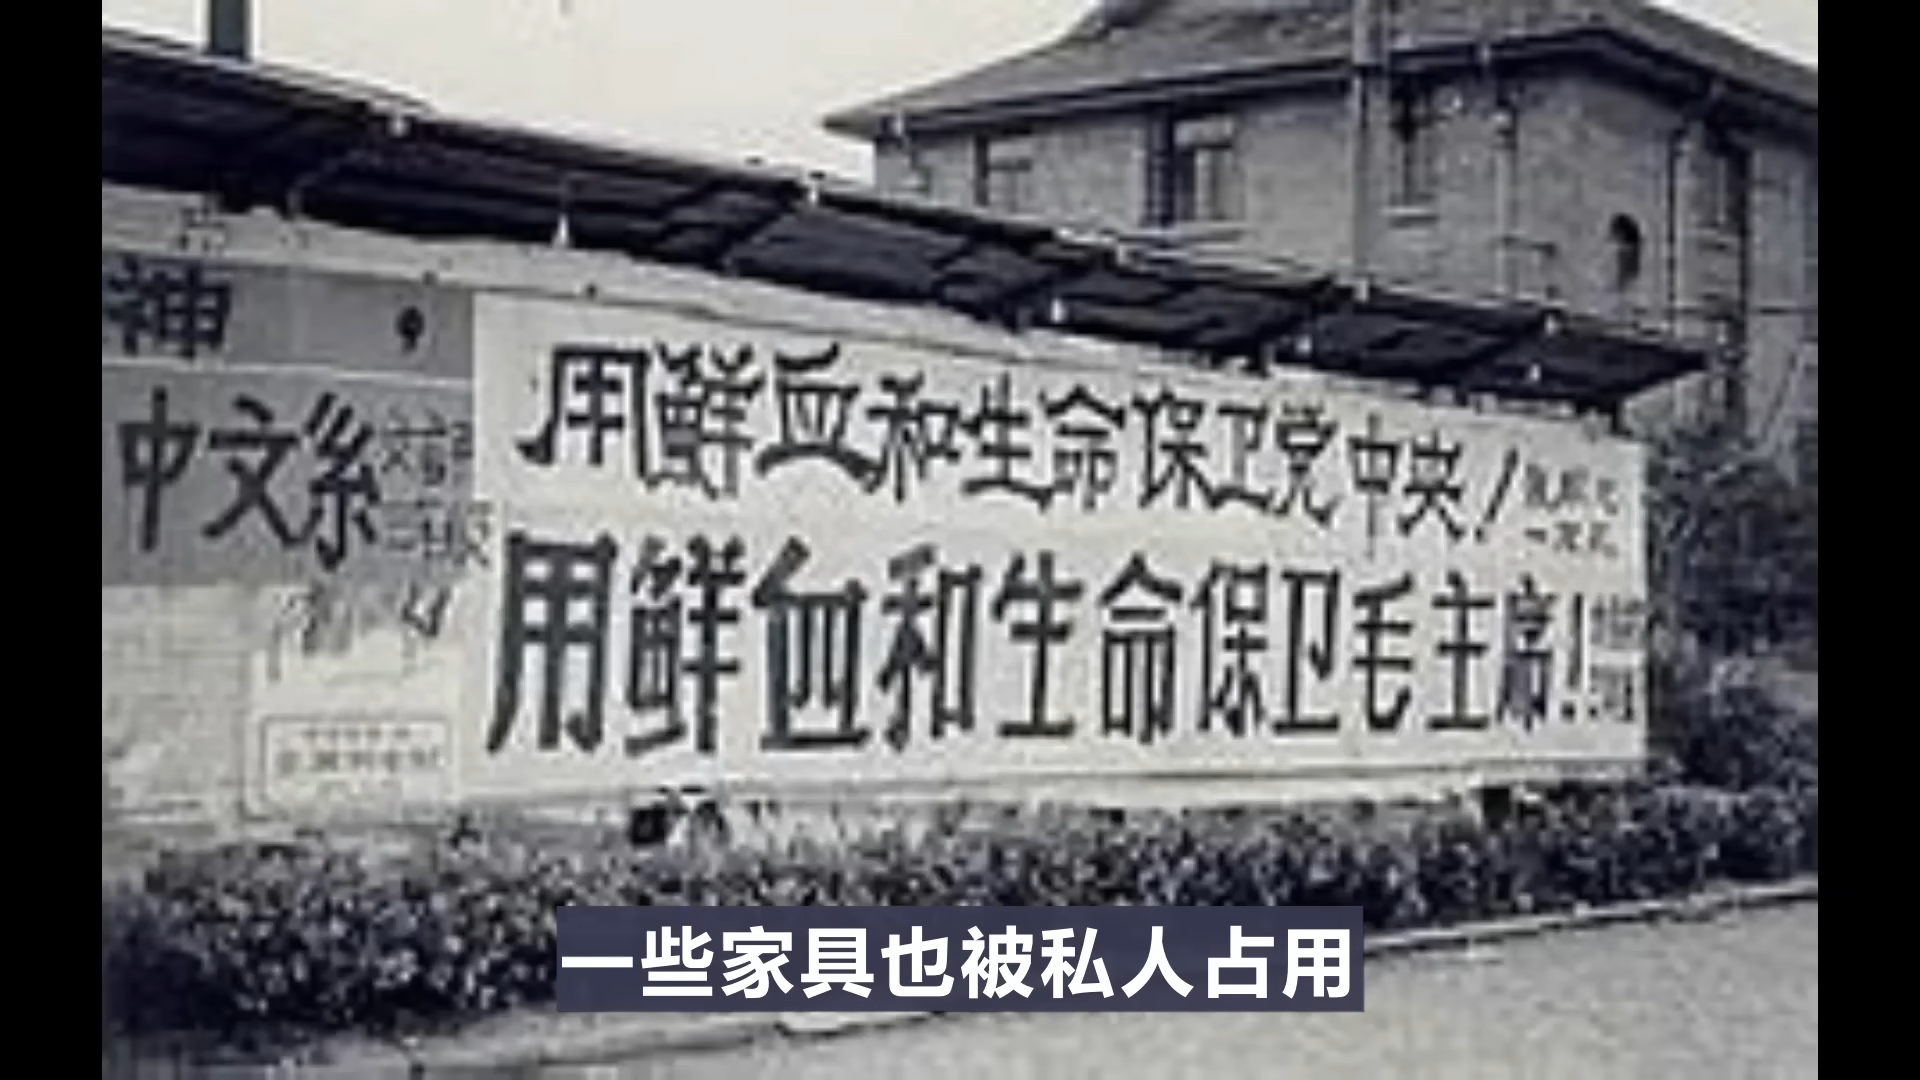 神
中文系
用鲜血和生命保卫党中央!
用鲜血和生命保卫毛主席!
一些家具也被私人占用